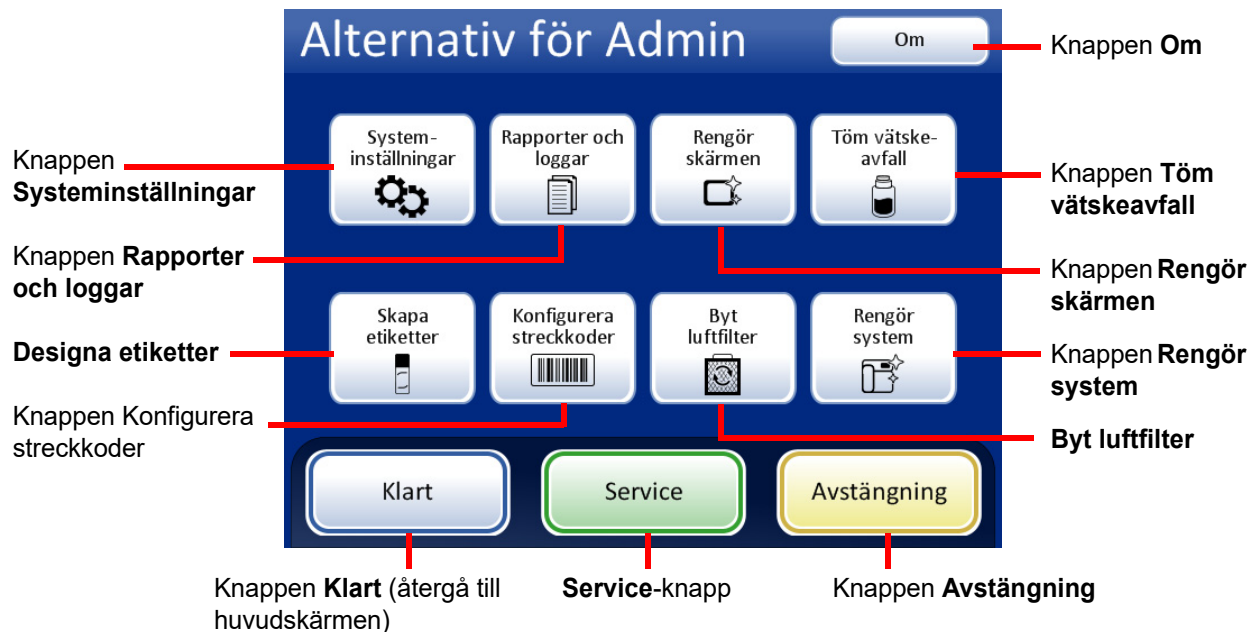 Alternativ för Admin
Om
Knappen Om
System-
inställningar
Rapporter och
loggar
Rengör
skärmen
Töm vätske-
avfall
Knappen
Systeminställningar
Knappen Töm
vätskeavfall
Knappen Rapporter
och loggar
Knappen Rengör
skärmen
Skapa
etiketter
Konfigurera
streckkoder
Byt
luftfilter
Rengör
system
Designa etiketter
Knappen Rengör
system
Knappen Konfigurera
streckkoder
Byt luftfilter
Klart
Service
Avstängning
Knappen Klart (återgå till
huvudskärmen)
Service-knapp
Knappen Avstängning